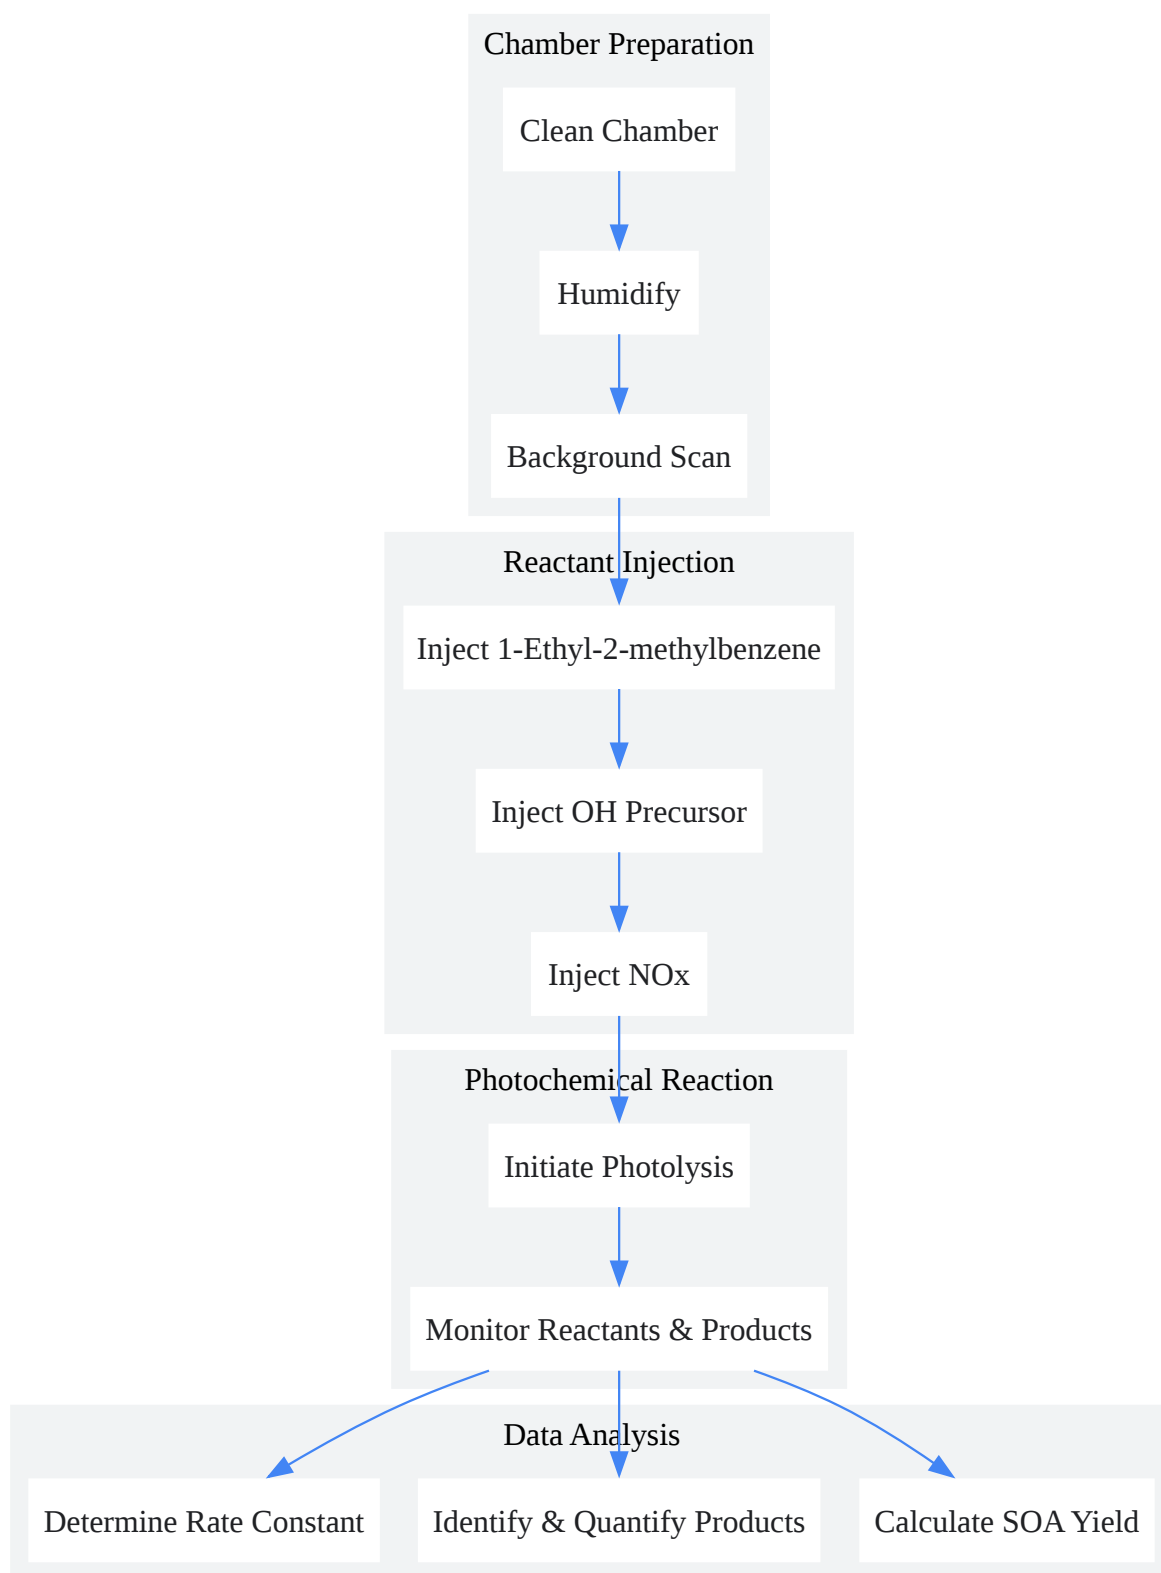 Chamber Preparation
Clean Chamber
Humidify
Background Scan
Reactant Injection
Inject 1-Ethyl-2-methylbenzene
Inject OH Precursor
Inject NOx
Photochemical Reaction
Initiate Photolysis
Monitor Reactants & Products
Data Analysis
Determine Rate Constant
Identify & Quantify Products
Calculate SOA Yield